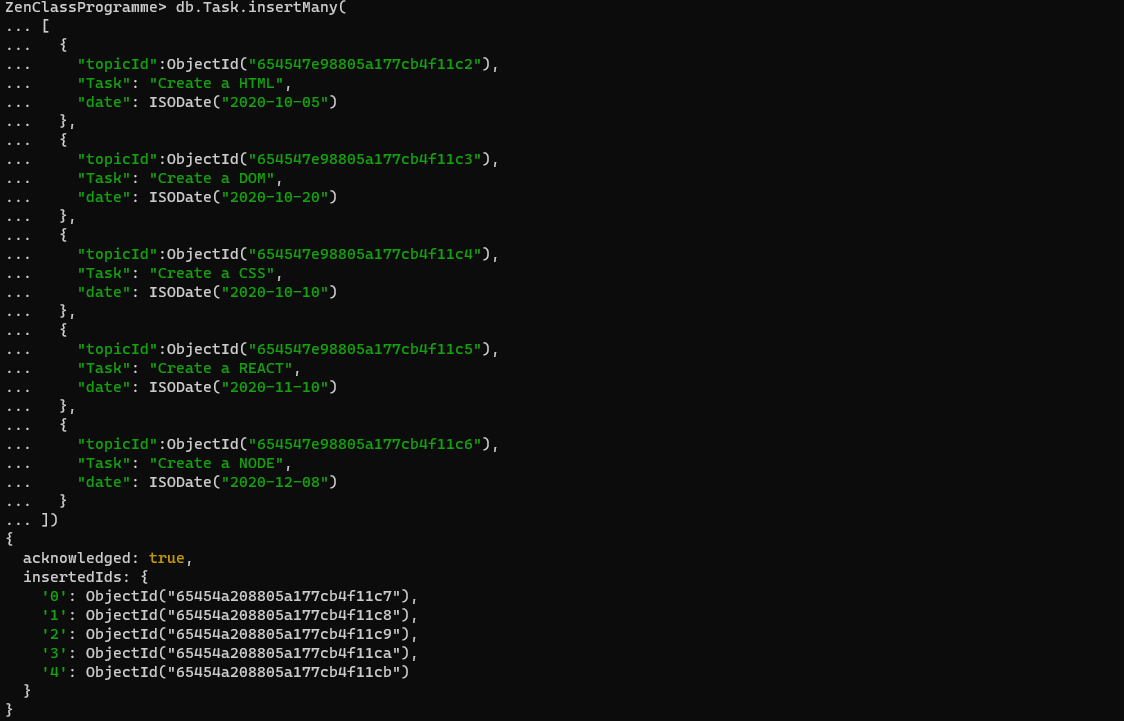 ZenClassProgramme> db.Task.insertMany(
... [
...   {
...     "topicId":ObjectId("654547e98805a177cb4f11c2"),
...     "Task": "Create a HTML",
...     "date": ISODate("2020-10-05")
...   },
...   {
...     "topicId":ObjectId("654547e98805a177cb4f11c3"),
...     "Task": "Create a DOM",
...     "date": ISODate("2020-10-20")
...   },
...   {
...     "topicId":ObjectId("654547e98805a177cb4f11c4"),
...     "Task": "Create a CSS",
...     "date": ISODate("2020-10-10")
...   },
...   {
...     "topicId":ObjectId("654547e98805a177cb4f11c5"),
...     "Task": "Create a REACT",
...     "date": ISODate("2020-11-10")
...   },
...   {
...     "topicId":ObjectId("654547e98805a177cb4f11c6"),
...     "Task": "Create a NODE",
...     "date": ISODate("2020-12-08")
...   }
... ])
{
  acknowledged: true,
  insertedIds: {
    '0': ObjectId("65454a208805a177cb4f11c7"),
    '1': ObjectId("65454a208805a177cb4f11c8"),
    '2': ObjectId("65454a208805a177cb4f11c9"),
    '3': ObjectId("65454a208805a177cb4f11ca"),
    '4': ObjectId("65454a208805a177cb4f11cb")
  }
}